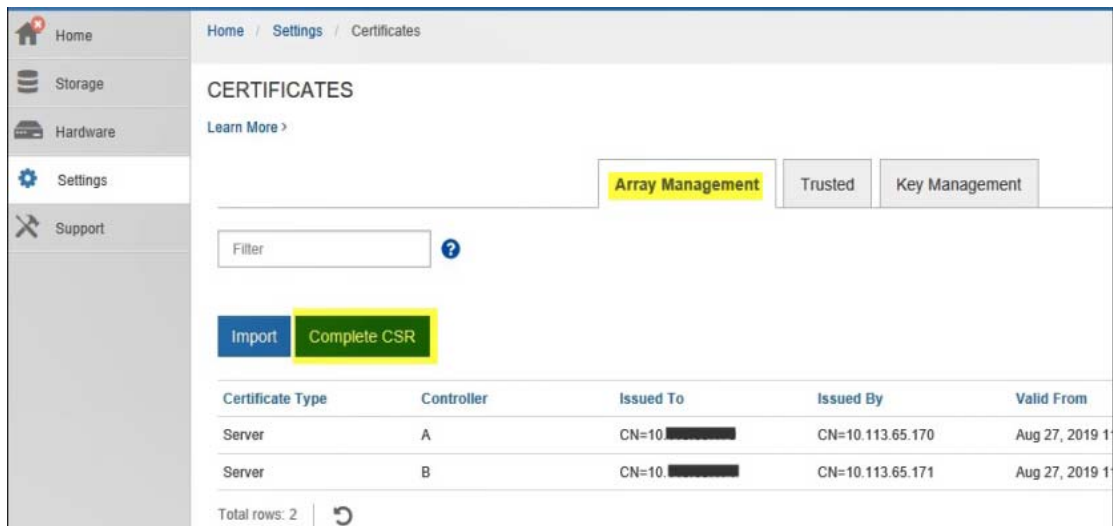 Home
Storage
Hardware
Settings
Support
Home / Settings / Certificates
CERTIFICATES
Learn More >
Array Management Trusted Key Management
Filter
Import Complete CSR
Certificate Type Controller Issued To Issued By Valid From
Server A CN=10. CN=10.113.65.170 Aug 27, 2019 1
Server B CN=10. CN=10.113.65.171 Aug 27, 2019 1
Total rows: 2